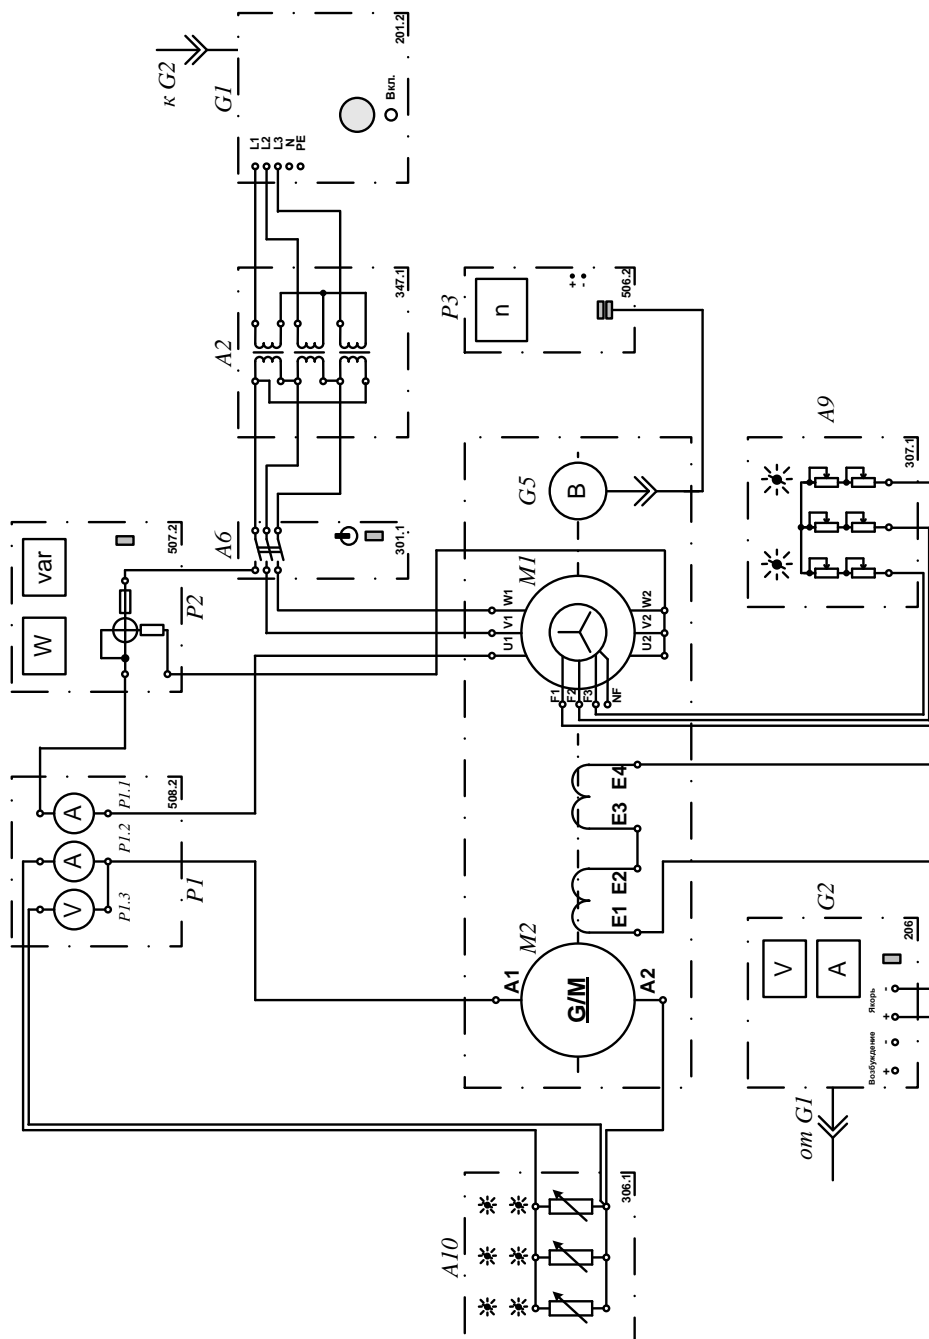 к G2
G1
201.2
Вкл.
L1
L2
L3
N
PE
A2
347.1
P3
n
+
-
506.2
A9
307.1
var
W
507.2
P2
A6
301.1
G5
B
M1
W1
V1
U1
W2
V2
U2
F1
F2
F3
NF
A
P1.1
508.2
A
P1.2
V
P1.3
P1
E4
E3
E2
E1
M2
A1
A2
G/M
G2
206
V
A
-
Якорь
+
-
Возбуждение
+
от G1
A10
306.1